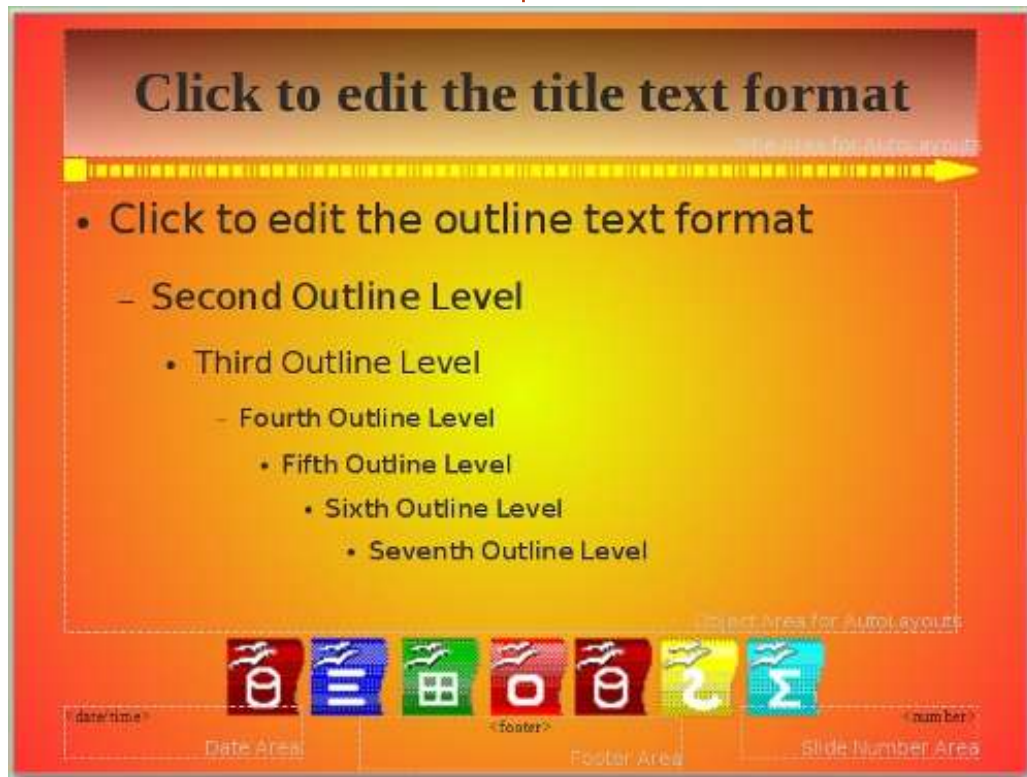 Click to edit the title text format
Title Area for AutoLayouts
• Click to edit the outline text format
– Second Outline Level
• Third Outline Level
– Fourth Outline Level
• Fifth Outline Level
• Sixth Outline Level
• Seventh Outline Level
Object Area for AutoLayouts
<date/time>
<footer>
<number>
Date Area
Footer Area
Slide Number Area